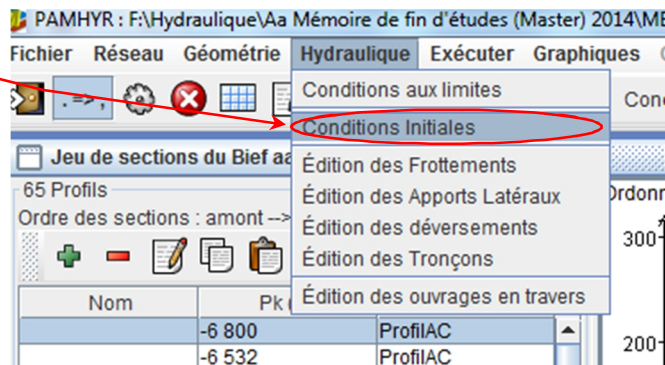 PAMHYR : F:\Hydraulique\Aa Mémoire de fin d'études (Master) 2014\ME
Fichier Réseau Géométrie Hydraulique Exécuter Graphiques
Conditions aux limites
Conditions Initiales
Édition des Frottements
Édition des Apports Latéraux
Édition des déversements
Édition des Tronçons
Édition des ouvrages en travers
. =>;
Con
Jeu de sections du Bief aa
65 Profils
Ordre des sections : amont -->
Ordonn
300
200
Nom Pk (
-6 800 ProfilAC
-6 532 ProfilAC